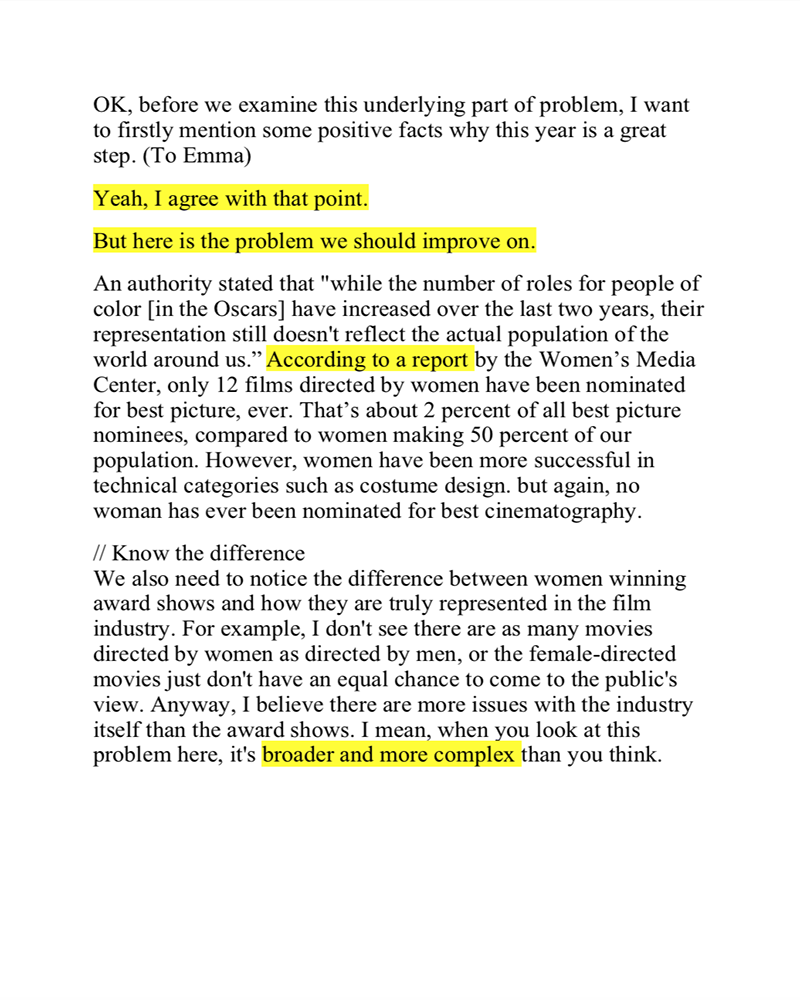 OK, before we examine this underlying part of problem, I want
to firstly mention some positive facts why this year is a great
step. (To Emma)
Yeah, I agree with that point.
But here is the problem we should improve on.
An authority stated that "while the number of roles for people of
color [in the Oscars] have increased over the last two years, their
representation still doesn't reflect the actual population of the
world around us.” According to a report by the Women’s Media
Center, only 12 films directed by women have been nominated
for best picture, ever. That’s about 2 percent of all best picture
nominees, compared to women making 50 percent of our
population. However, women have been more successful in
technical categories such as costume design. but again, no
woman has ever been nominated for best cinematography.
// Know the difference
We also need to notice the difference between women winning
award shows and how they are truly represented in the film
industry. For example, I don't see there are as many movies
directed by women as directed by men, or the female-directed
movies just don't have an equal chance to come to the public's
view. Anyway, I believe there are more issues with the industry
itself than the award shows. I mean, when you look at this
problem here, it's broader and more complex than you think.